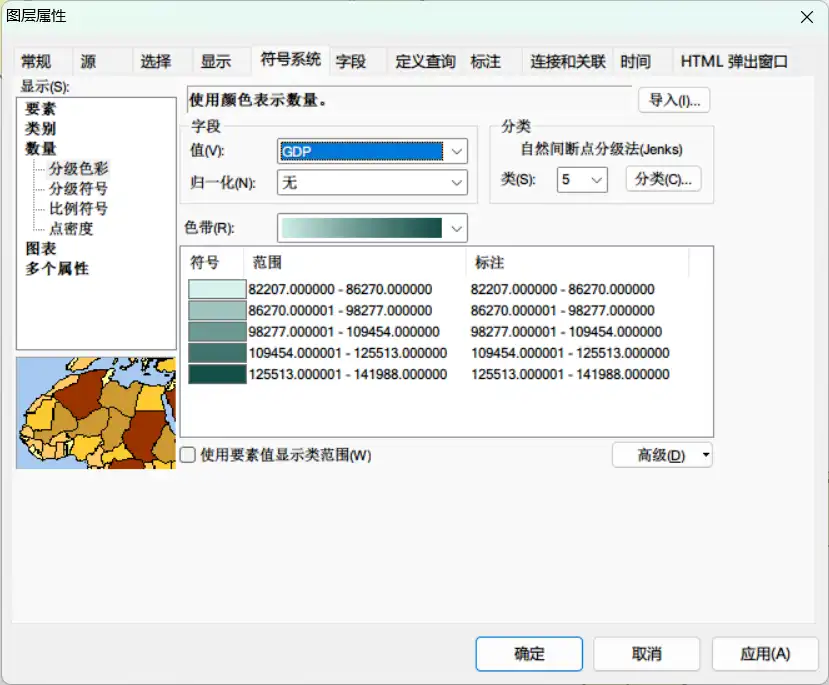 图层属性
常规 源 选择 显示 符号系统 字段 定义查询 标注 连接和关联 时间 HTML 弹出窗口
显示(S):
要素
类别
数量
分级色彩
分级符号
比例符号
点密度
图表
多个属性
使用颜色表示数量。
导入(I)...
字段
值(V): GDP
归一化(N): 无
分类
自然间断点分级法(Jenks)
类(S): 5 分类(C)...
色带(R):
符号 范围 标注
82207.000000 - 86270.000000 82207.000000 - 86270.000000
86270.000001 - 98277.000000 86270.000001 - 98277.000000
98277.000001 - 109454.000000 98277.000001 - 109454.000000
109454.000001 - 125513.000000 109454.000001 - 125513.000000
125513.000001 - 141988.000000 125513.000001 - 141988.000000
使用要素值显示类范围(W)
高级(D)
确定 取消 应用(A)